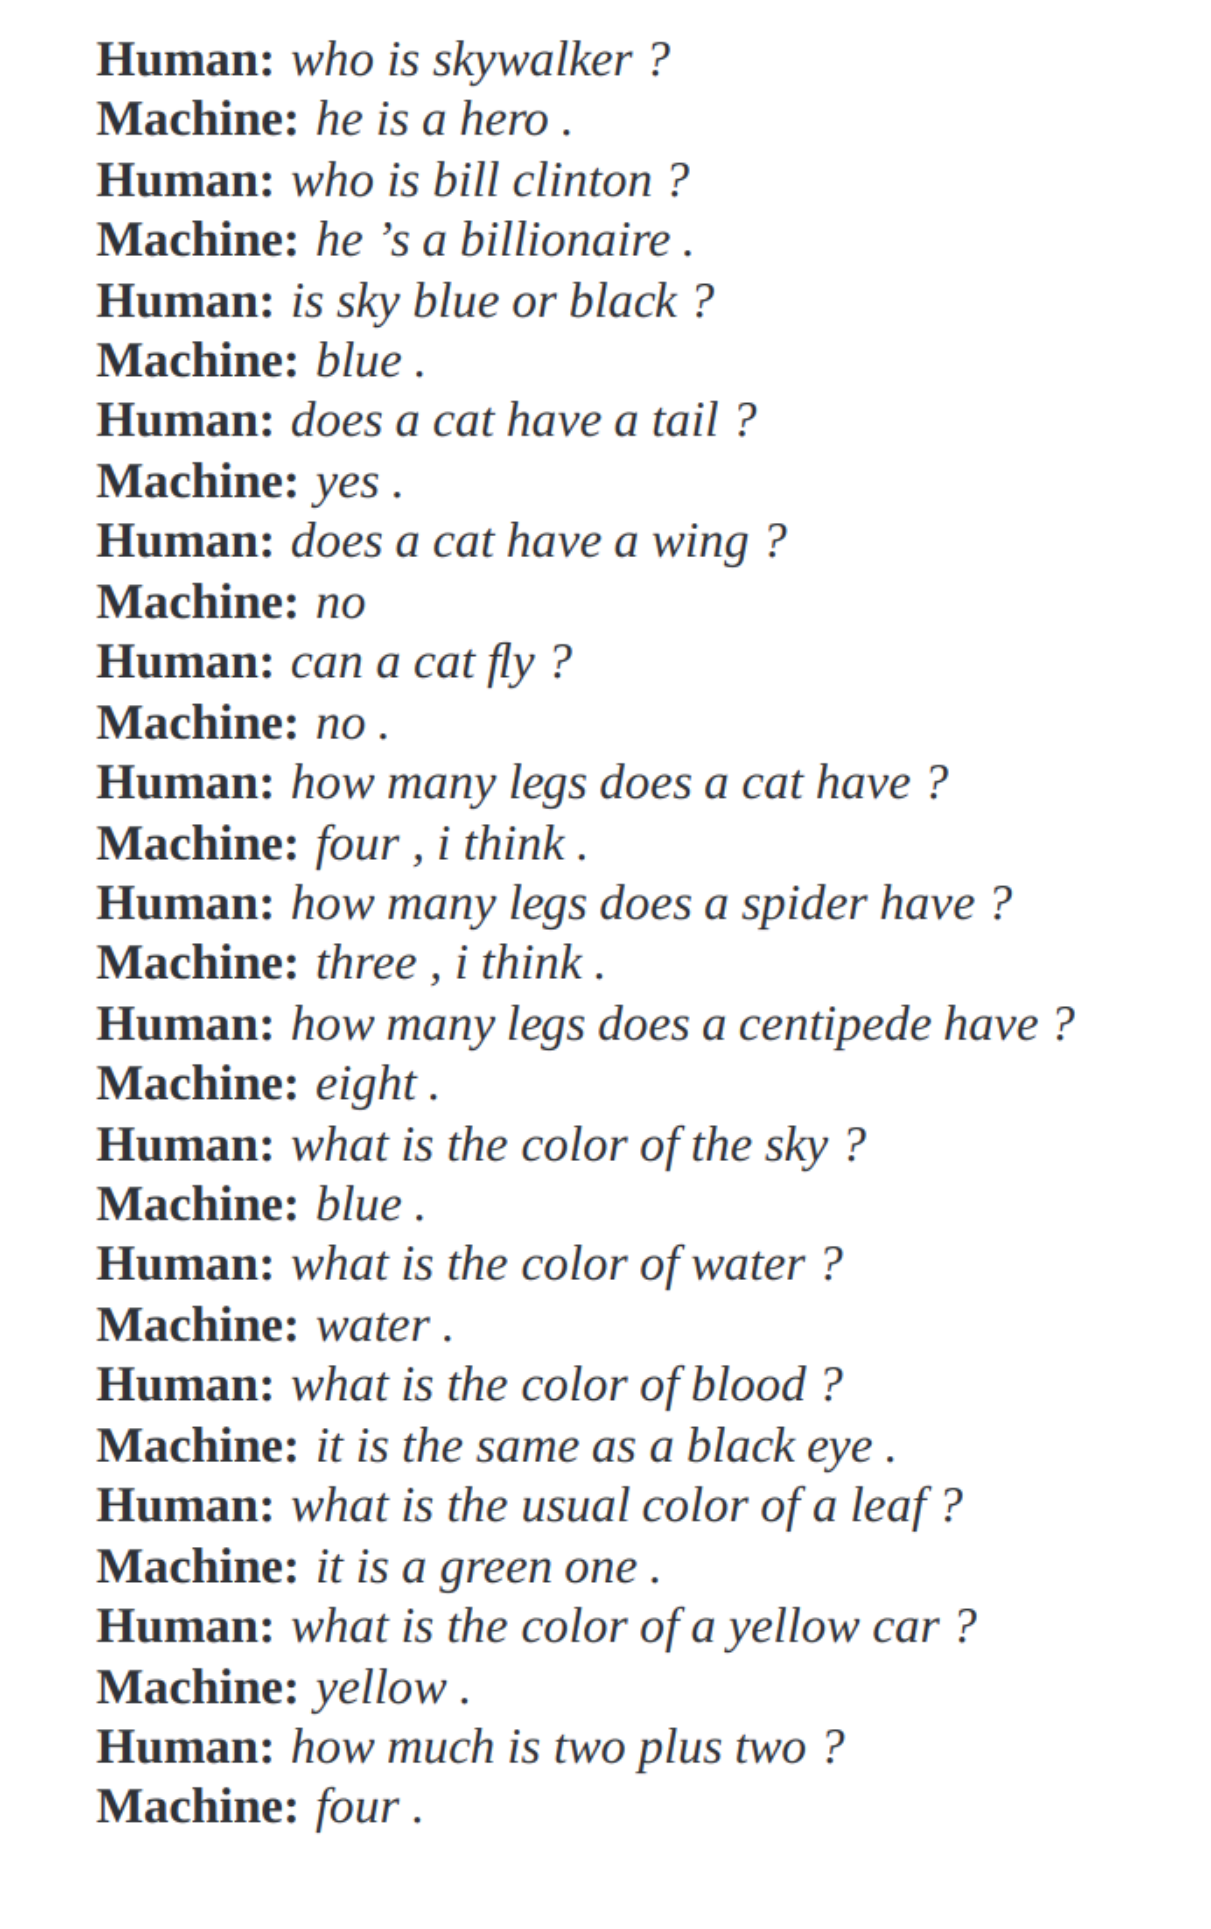 Human: who is skywalker ?
Machine: he is a hero .
Human: who is bill clinton ?
Machine: he ’s a billionaire .
Human: is sky blue or black ?
Machine: blue .
Human: does a cat have a tail ?
Machine: yes .
Human: does a cat have a wing ?
Machine: no
Human: can a cat fly ?
Machine: no .
Human: how many legs does a cat have ?
Machine: four , i think .
Human: how many legs does a spider have ?
Machine: three , i think .
Human: how many legs does a centipede have ?
Machine: eight .
Human: what is the color of the sky ?
Machine: blue .
Human: what is the color of water ?
Machine: water .
Human: what is the color of blood ?
Machine: it is the same as a black eye .
Human: what is the usual color of a leaf ?
Machine: it is a green one .
Human: what is the color of a yellow car ?
Machine: yellow .
Human: how much is two plus two ?
Machine: four .